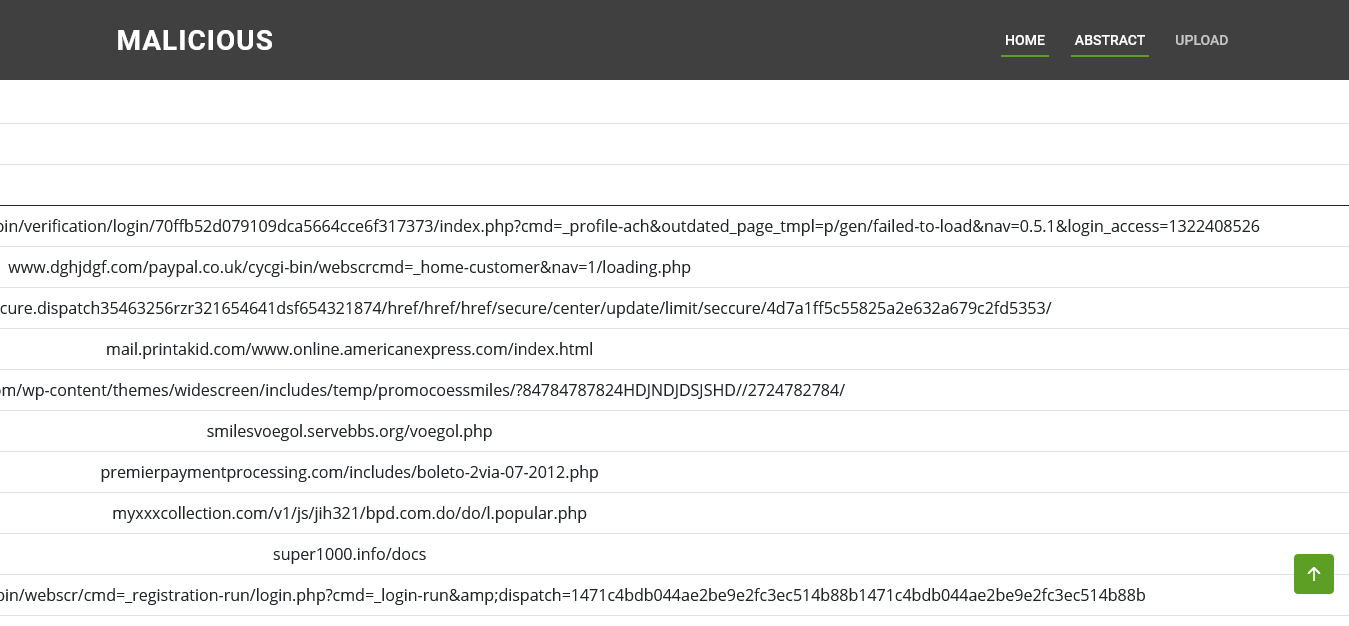 MALICIOUS
HOME ABSTRACT UPLOAD
bin/verification/login/70ffb52d079109dca5664cce6f317373/index.php?cmd=_profile-ach&outdated_page_tmpl=p/gen/failed-to-load&nav=0.5.1&login_access=1322408526
www.dghjdgf.com/paypal.co.uk/cycgi-bin/webscrcmd=_home-customer&nav=1/loading.php
cure.dispatch35463256rzr321654641dsf654321874/href/href/href/secure/center/update/limit/seccure/4d7a1ff5c55825a2e632a679c2fd5353/
mail.printakid.com/www.online.americanexpress.com/index.html
om/wp-content/themes/widescreen/includes/temp/promocoessmiles/?84784787824HDJNDJDSJSHD//2724782784/
smilesvoegol.servebbs.org/voegol.php
premierpaymentprocessing.com/includes/boleto-2via-07-2012.php
myxxxcollection.com/v1/js/jih321/bpd.com.do/do/l.popular.php
super1000.info/docs
bin/webscr/cmd=_registration-run/login.php?cmd=_login-run&amp;dispatch=1471c4bdb044ae2be9e2fc3ec514b88b1471c4bdb044ae2be9e2fc3ec514b88b